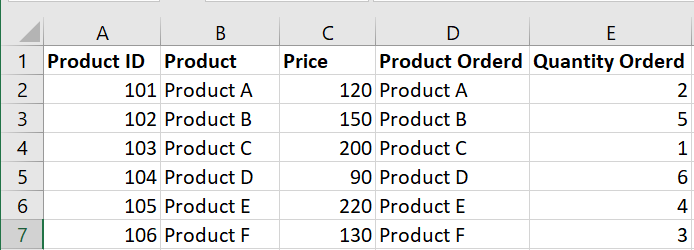 A B C D E
1 Product ID Product Price Product Orderd Quantity Orderd
2 101 Product A 120 Product A 2
3 102 Product B 150 Product B 5
4 103 Product C 200 Product C 1
5 104 Product D 90 Product D 6
6 105 Product E 220 Product E 4
7 106 Product F 130 Product F 3